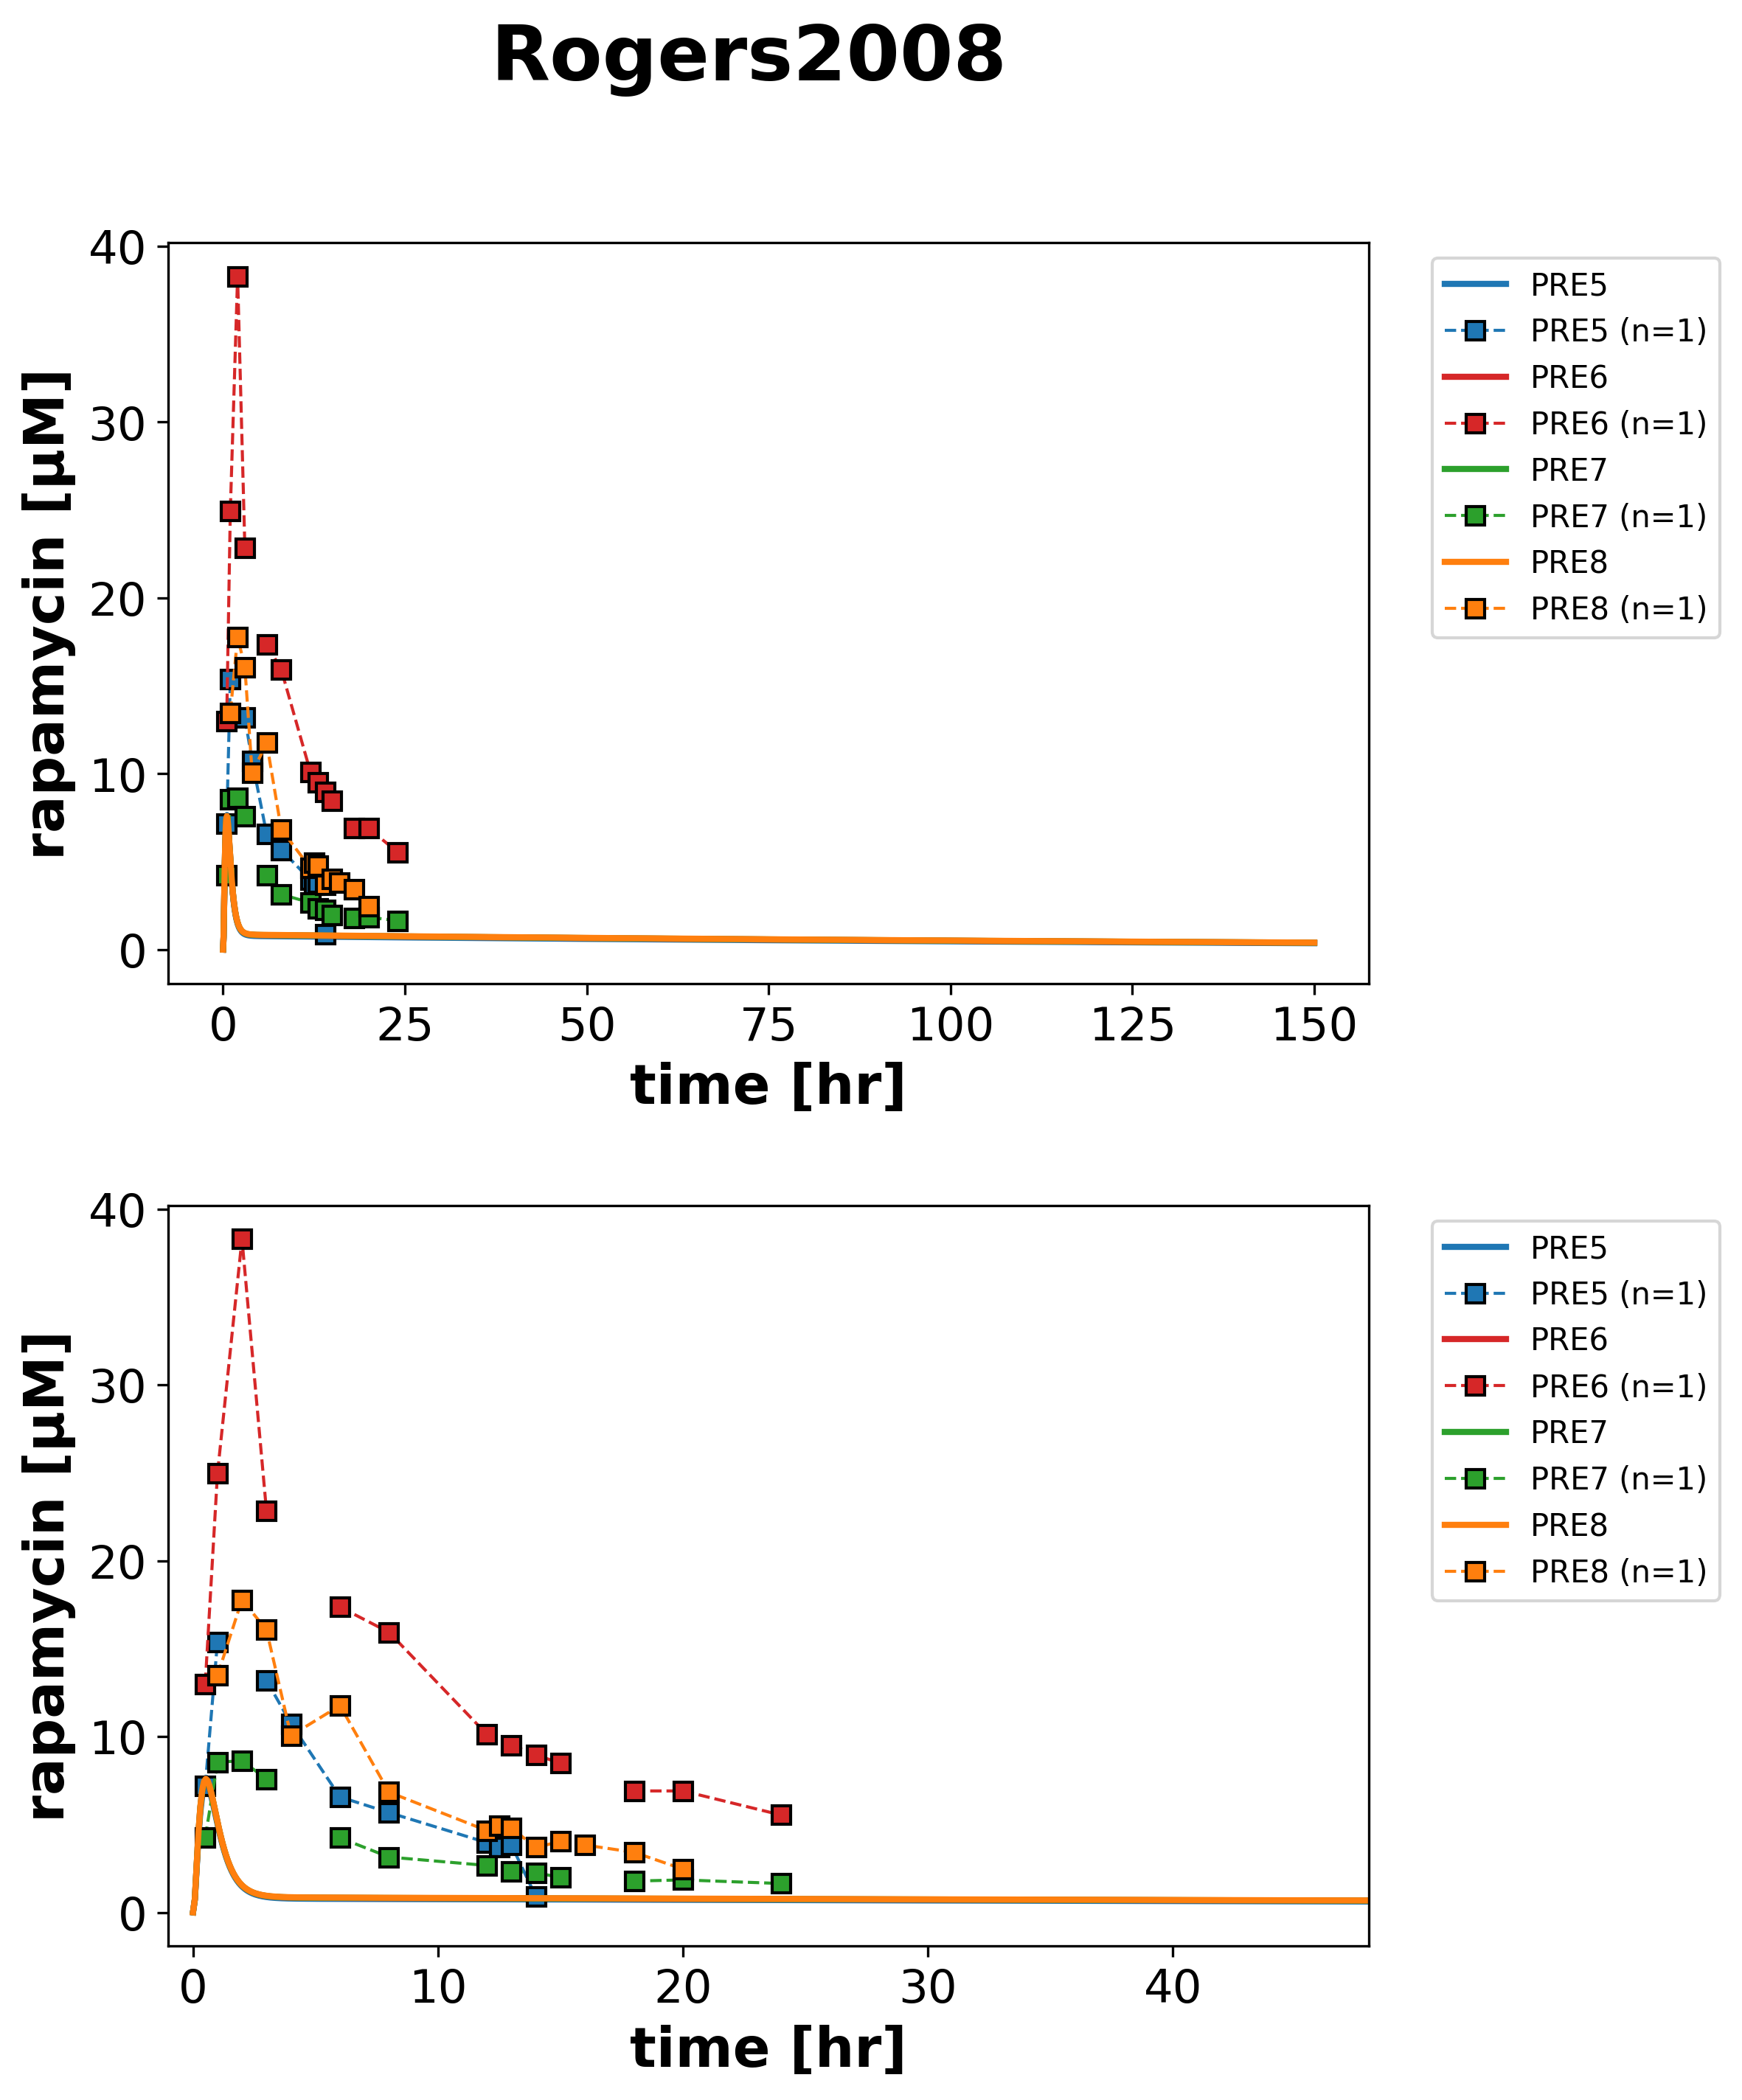 Rogers2008
40
30
20
10
0
rapamycin [µM]
0 25 50 75 100 125 150
time [hr]
PRE5
PRE5 (n=1)
PRE6
PRE6 (n=1)
PRE7
PRE7 (n=1)
PRE8
PRE8 (n=1)
40
30
20
10
0
rapamycin [µM]
0 10 20 30 40
time [hr]
PRE5
PRE5 (n=1)
PRE6
PRE6 (n=1)
PRE7
PRE7 (n=1)
PRE8
PRE8 (n=1)